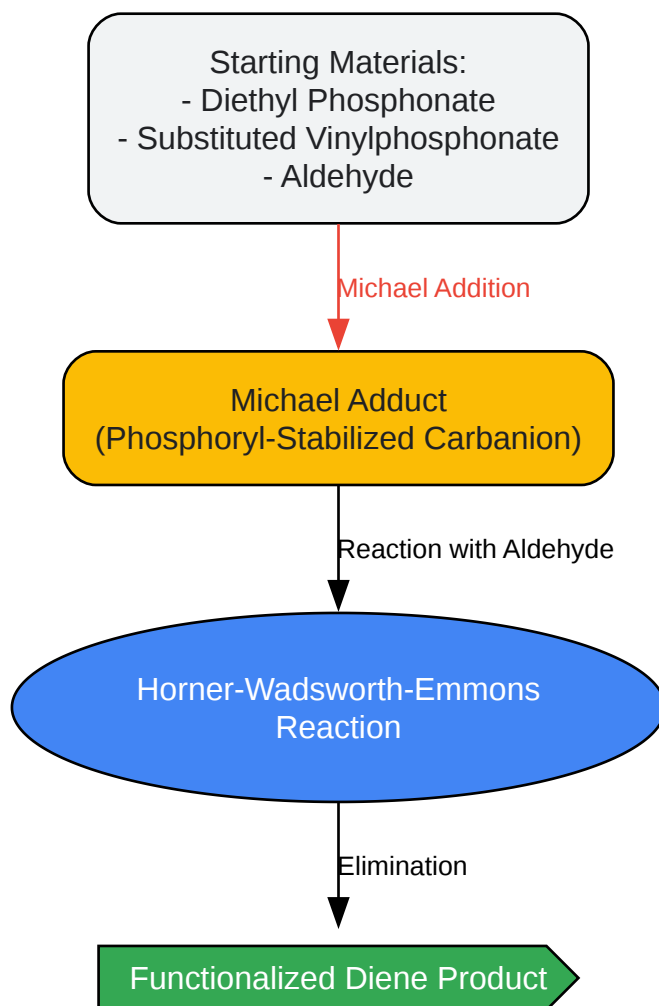 Starting Materials:
- Diethyl Phosphonate
- Substituted Vinylphosphonate
- Aldehyde
Michael Addition
Michael Adduct
(Phosphoryl-Stabilized Carbanion)
Reaction with Aldehyde
Horner-Wadsworth-Emmons
Reaction
Elimination
Functionalized Diene Product